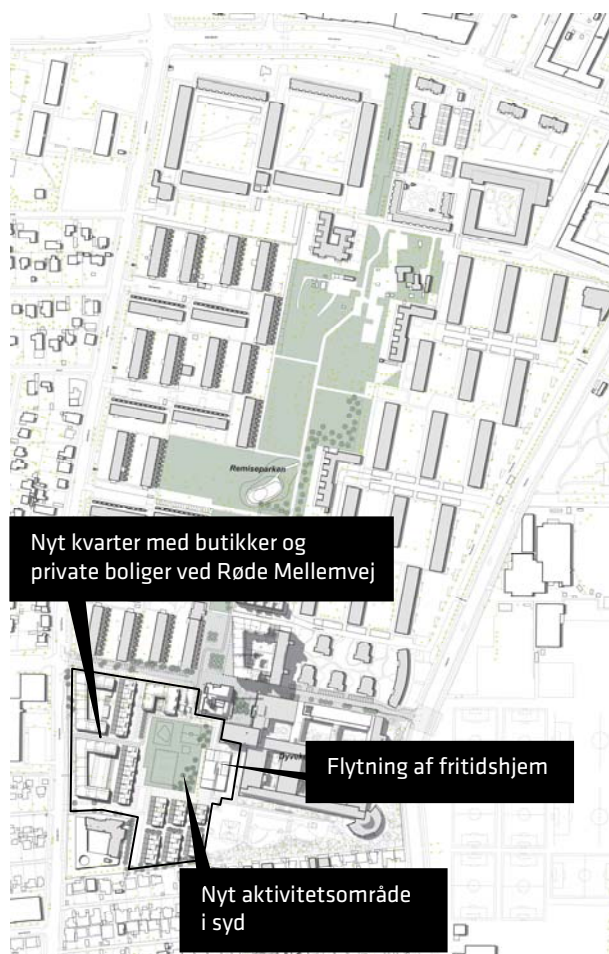 Remiseparken
Nyt kvarter med butikker og
private boliger ved Røde Mellemvej
Flytning af fritidshjem
Nyt aktivitetsområde
i syd